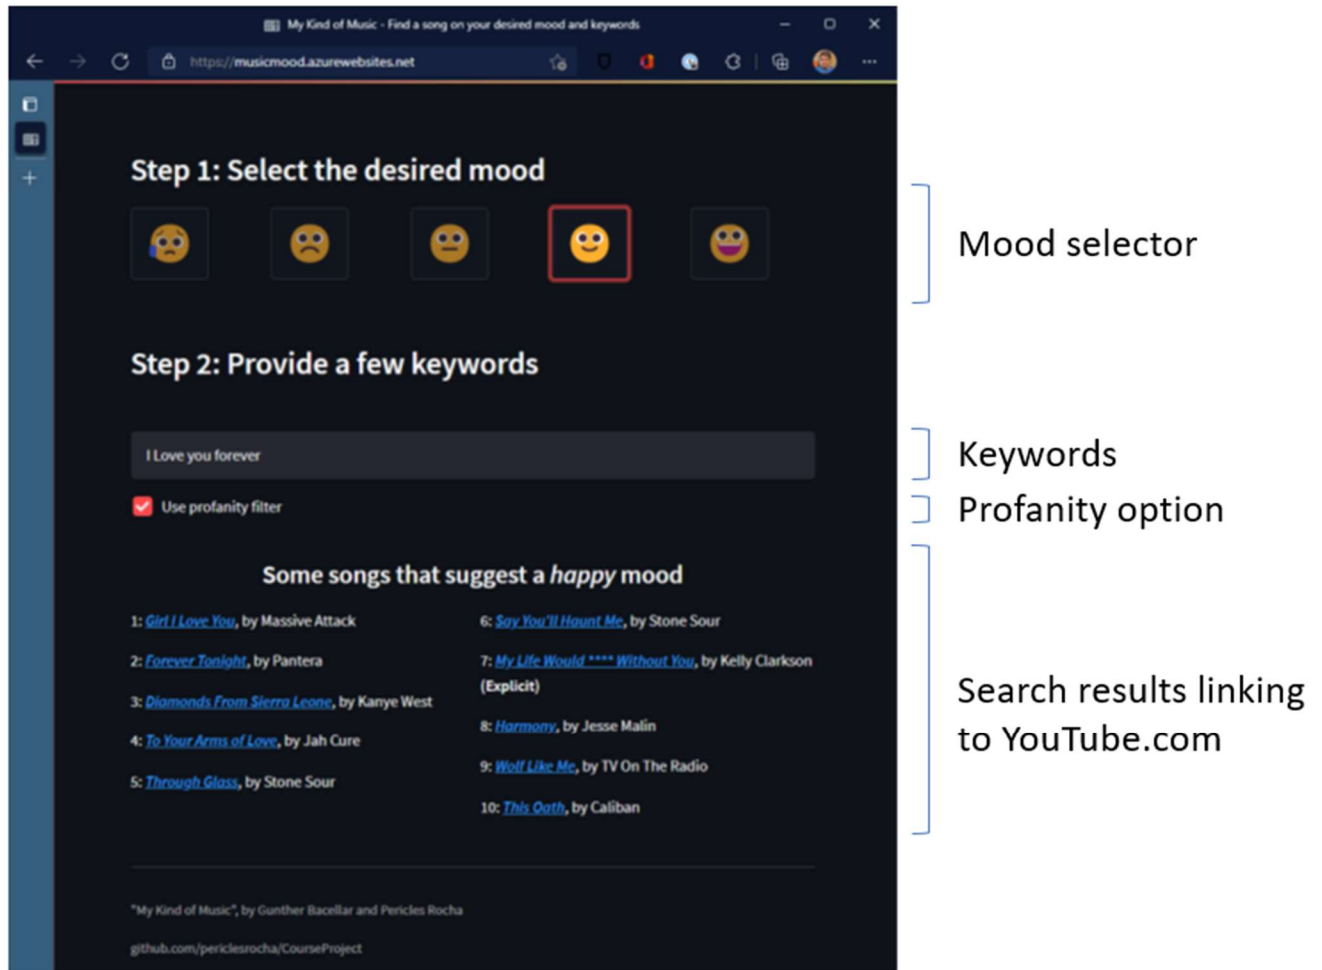 My Kind of Music - Find a song on your desired mood and keywords
https://musicmood.azurewebsites.net
Step 1: Select the desired mood
Mood selector
Step 2: Provide a few keywords
I Love you forever
Keywords
Use profanity filter
Profanity option
Some songs that suggest a happy mood
1: Girl I Love You, by Massive Attack
2: Forever Tonight, by Pantera
3: Diamonds From Sierra Leone, by Kanye West
4: To Your Arms of Love, by Jah Cure
5: Through Glass, by Stone Sour
6: Say You'll Haunt Me, by Stone Sour
7: My Life Would **** Without You, by Kelly Clarkson
(Explicit)
8: Harmony, by Jesse Malin
9: Wolf Like Me, by TV On The Radio
10: This Oath, by Caliban
Search results linking
to YouTube.com
"My Kind of Music", by Gunther Bacellar and Pericles Rocha
github.com/periclesrocha/CourseProject